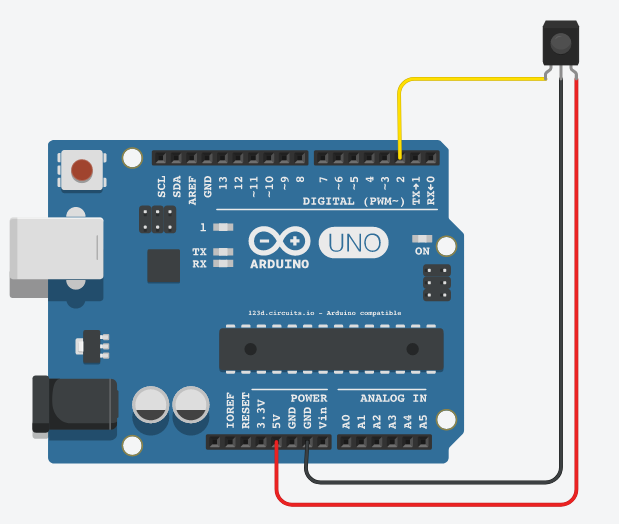 SCL
SDA
AREF
GND
13
12
~11
~10
~9
8
7
~6
~5
4
~3
2
TX→1
RX←0
DIGITAL (PWM~)
1
TX
RX
UNO
ARDUINO
ON
123d.circuits.io - Arduino compatible
POWER
ANALOG IN
IOREF
RESET
3.3V
5V
GND
GND
Vin
A0
A1
A2
A3
A4
A5